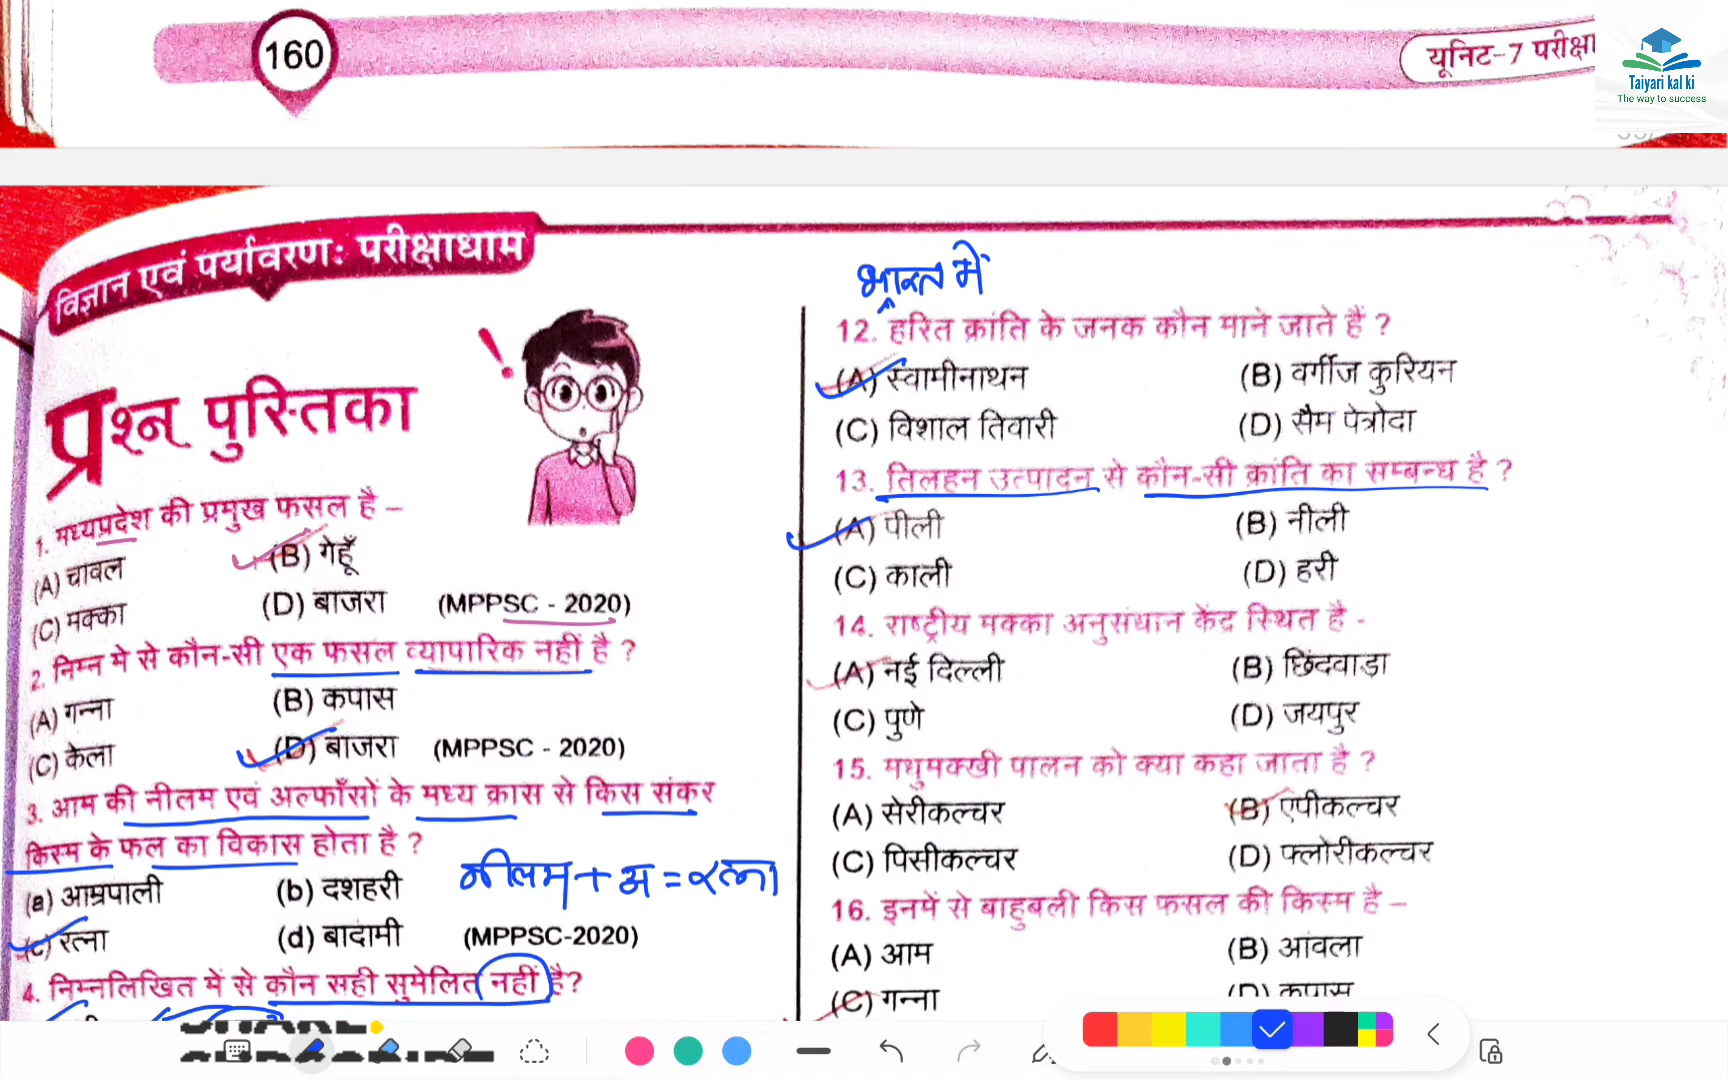 160
यूनिट-7 परीक्षा
Taiyari kal ki
The way to success
विज्ञान एवं पर्यावरण: परीक्षाधाम
प्रश्न पुस्तिका
1. मध्यप्रदेश की प्रमुख फसल है –
(A) चावल (B) गेहूँ
(C) मक्का (D) बाजरा (MPPSC - 2020)
2. निम्न मे से कौन-सी एक फसल व्यापारिक नहीं है ?
(A) गन्ना (B) कपास
(C) केला (D) बाजरा (MPPSC - 2020)
3. आम की नीलम एवं अल्फाँसों के मध्य क्रास से किस संकर
किस्म के फल का विकास होता है ?
नीलम + अ = रत्ना
(a) आम्रपाली (b) दशहरी
(c) रत्ना (d) बादामी (MPPSC-2020)
4. निम्नलिखित में से कौन सही सुमेलित नहीं है?
भारत में
12. हरित क्रांति के जनक कौन माने जाते हैं ?
(A) स्वामीनाथन (B) वर्गीज कुरियन
(C) विशाल तिवारी (D) सैम पेत्रोदा
13. तिलहन उत्पादन से कौन-सी क्रांति का सम्बन्ध है ?
(A) पीली (B) नीली
(C) काली (D) हरी
14. राष्ट्रीय मक्का अनुसंधान केंद्र स्थित है -
(A) नई दिल्ली (B) छिंदवाड़ा
(C) पुणे (D) जयपुर
15. मधुमक्खी पालन को क्या कहा जाता है ?
(A) सेरीकल्चर (B) एपीकल्चर
(C) पिसीकल्चर (D) फ्लोरीकल्चर
16. इनमें से बाहुबली किस फसल की किस्म है –
(A) आम (B) आंवला
(C) गन्ना (D) कपास